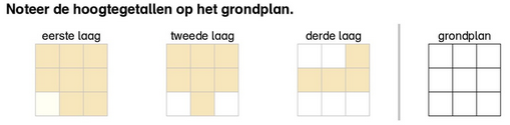 Noteer de hoogtegetallen op het grondplan.
eerste laag
tweede laag
derde laag
grondplan